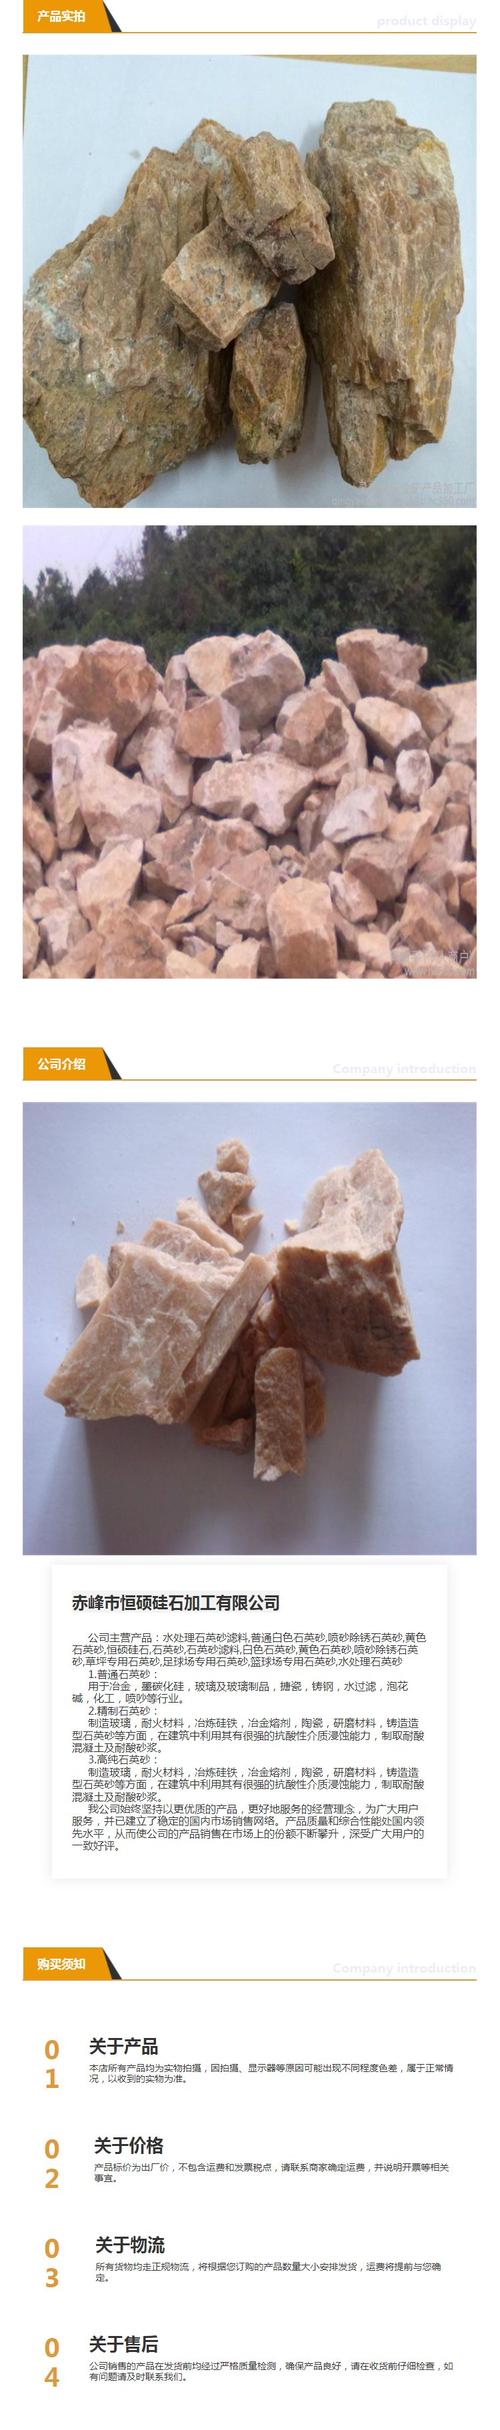 产品实拍
product display
产品加工厂
公司介绍
Company introduction
赤峰市恒硕硅石加工有限公司
公司主营产品：水处理石英砂滤料,普通白色石英砂,喷砂除锈石英砂,黄色
石英砂,恒硕硅石,石英砂,石英砂滤料,白色石英砂,黄色石英砂,喷砂除锈石英
砂,草坪专用石英砂,足球场专用石英砂,篮球场专用石英砂,水处理石英砂
1.普通石英砂：
用于冶金，墨碳化硅，玻璃及玻璃制品，搪瓷，铸钢，水过滤，泡花
碱，化工，喷吵等行业。
2.精制石英砂：
制造玻璃，耐火材料，冶炼硅铁，冶金熔剂，陶瓷，研磨材料，铸造造
型石英砂等方面，在建筑中利用其有很强的抗酸性介质浸蚀能力，制取耐酸
混凝土及耐酸砂浆。
3.高纯石英砂：
制造玻璃，耐火材料，冶炼硅铁，冶金熔剂，陶瓷，研磨材料，铸造造
型石英砂等方面，在建筑中利用其有很强的抗酸性介质浸蚀能力，制取耐酸
混凝土及耐酸砂浆。
我公司始终坚持以更优质的产品，更好地服务的经营理念，为广大用户
服务，并已建立了稳定的国内市场销售网络。产品质量和综合性能处国内领
先水平，从而使公司的产品销售在市场上的份额不断攀升，深受广大用户的
一致好评。
购买须知
Company introduction
01
关于产品
本店所有产品均为实物拍摄，因拍摄、显示器等原因可能出现不同程度色差，属于正常情
况，以收到的实物为准。
02
关于价格
产品标价为出厂价，不包含运费和发票税点，请联系商家确定运费，并说明开票等相关
事宜。
03
关于物流
所有货物均走正规物流，将根据您订购的产品数量大小安排发货，运费将提前与您确
定。
04
关于售后
公司销售的产品在发货前均经过严格质量检测，确保产品良好，请在收货前仔细检查，如
有问题请及时联系我们。